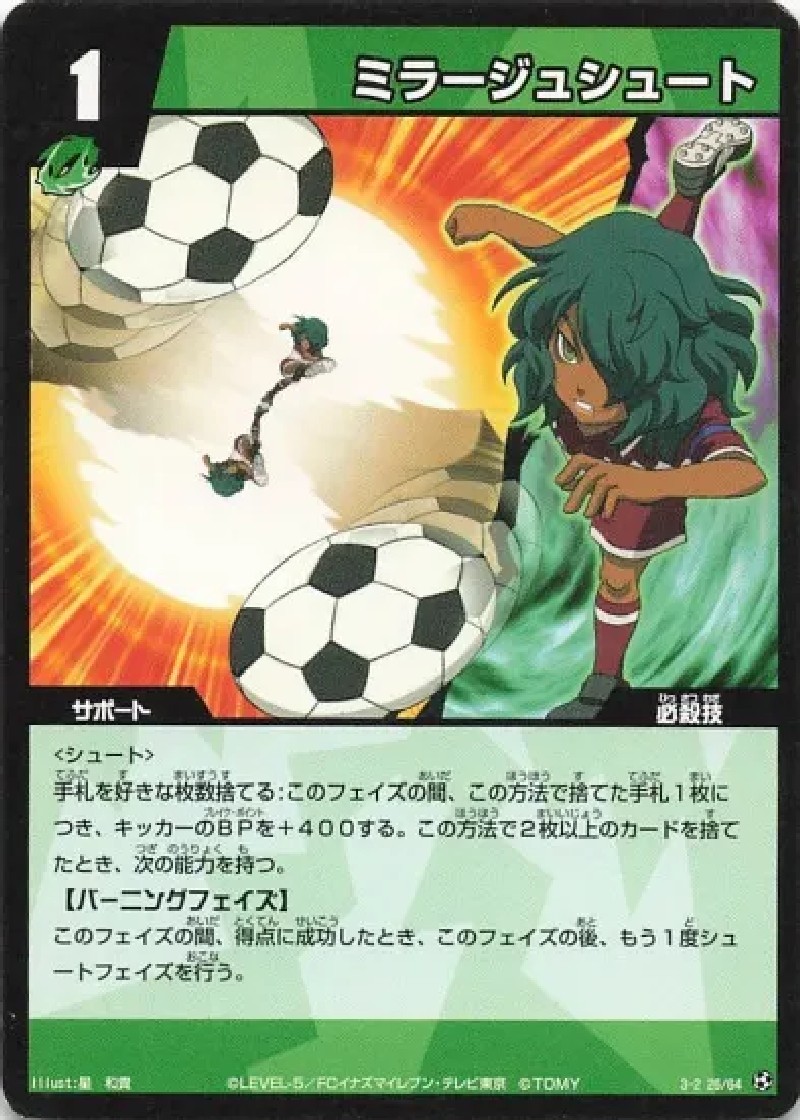 1
ミラージュシュート
サポート
必殺技
<シュート>
手札を好きな枚数捨てる:このフェイズの間、この方法で捨てた手札1枚に
つき、キッカーのBPを+400する。この方法で2枚以上のカードを捨て
たとき、次の能力を持つ。
【バーニングフェイズ】
このフェイズの間、得点に成功したとき、このフェイズの後、もう1度シュ
ートフェイズを行う。
Illust:星 和貴
©LEVEL-5/FCイナズマイレブン・テレビ東京 ©TOMY
3-2 26/64